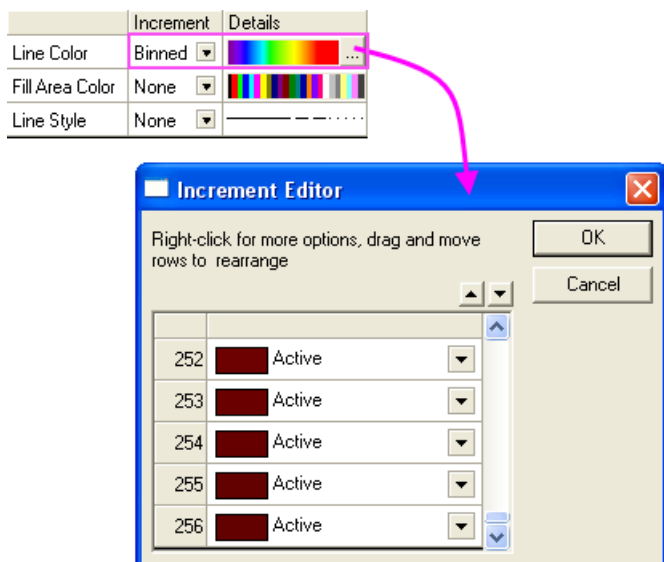 Increment Details
Line Color Binned ...
Fill Area Color None
Line Style None
Increment Editor
Right-click for more options, drag and move
rows to rearrange
OK
Cancel
252 Active
253 Active
254 Active
255 Active
256 Active